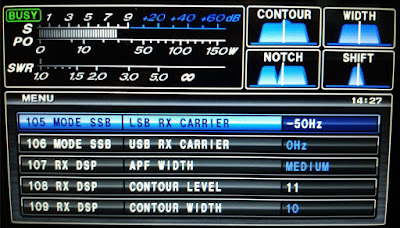 BUSY 1 3 5 7 9 +20 +40 +60dB
S
PO
0 50 100 150W
SWR
1.0 1.5 2.0 3.0 5.0 ∞
CONTOUR WIDTH
NOTCH SHIFT
MENU 14:27
105 MODE SSB LSB RX CARRIER -50Hz
106 MODE SSB USB RX CARRIER 0Hz
107 RX DSP APF WIDTH MEDIUM
108 RX DSP CONTOUR LEVEL 11
109 RX DSP CONTOUR WIDTH 10